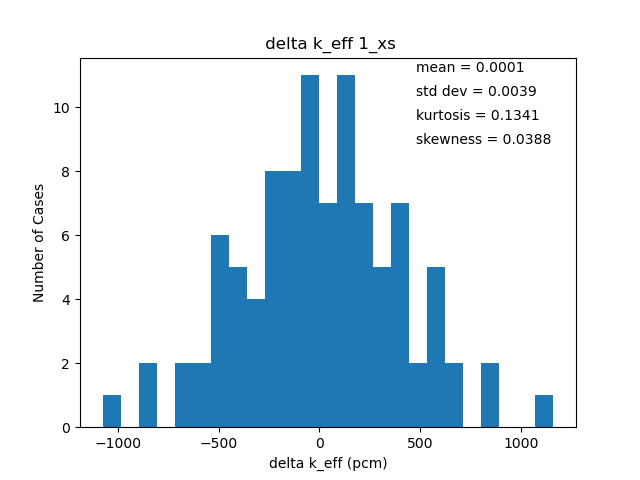 delta k_eff 1_xs
mean = 0.0001
std dev = 0.0039
kurtosis = 0.1341
skewness = 0.0388
Number of Cases
10
8
6
4
2
0
−1000
−500
0
500
1000
delta k_eff (pcm)